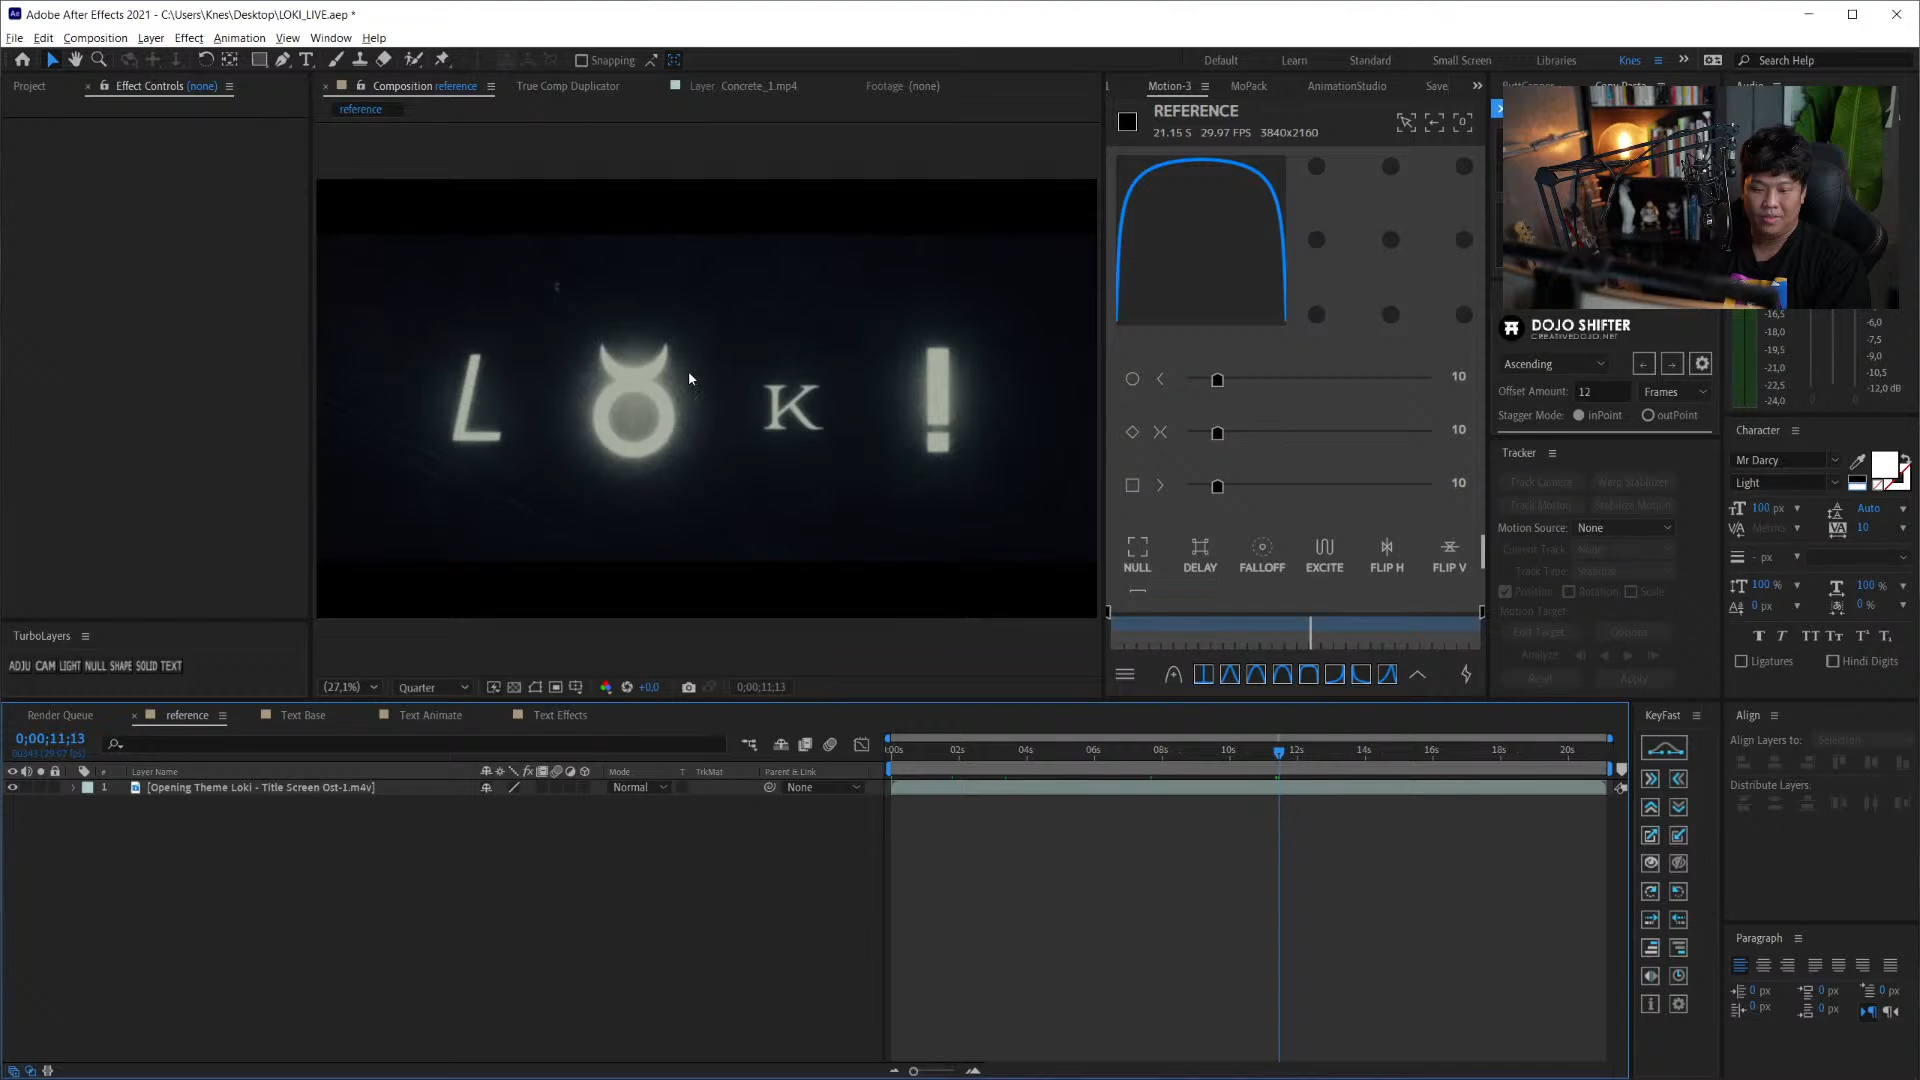 Adobe After Effects 2021 - C:\Users\Knes\Desktop\LOKI_LIVE.aep *
File Edit Composition Layer Effect Animation View Window Help
Snapping
Default Learn Standard Small Screen Libraries Knes Search Help
Project Effect Controls (none) Composition reference True Comp Duplicator Layer Concrete_1.mp4 Footage (none) Motion-3 MoPack AnimationStudio Save Audio
reference
REFERENCE
21.15 S 29.97 FPS 3840x2160
L O K !
10
10
10
NULL DELAY FALLOFF EXCITE FLIP H FLIP V
DOJO SHIFTER
CREATIVEDOJO.NET
Ascending
Offset Amount: 12 Frames
Stagger Mode: inPoint outPoint
-16,5
-18,0
-19,5
-21,0
-22,5
-24,0
-6,0
-7,5
-9,0
-10,5
-12,0 dB
Tracker
Track Camera Warp Stabilizer
Track Motion Stabilize Motion
Motion Source: None
Current Track: None
Track Type: Stabilize
Position Rotation Scale
Motion Target:
Edit Target... Options...
Analyze:
Reset Apply
Character
Mr Darcy
Light
100 px Auto
Metrics 10
- px
100 % 100 %
0 px 0 %
T T TT Tт T¹ T₁
Ligatures Hindi Digits
TurboLayers
ADJU CAM LIGHT NULL SHAPE SOLID TEXT
(27,1%) Quarter +0,0 0;00;11;13
Render Queue reference Text Base Text Animate Text Effects
0;00;11;13
00343 (29.97 fps)
:00s 02s 04s 06s 08s 10s 12s 14s 16s 18s 20s
# Layer Name Mode T TrkMat Parent & Link
1 [Opening Theme Loki - Title Screen Ost-1.m4v] Normal None
KeyFast
Align
Align Layers to: Selection
Distribute Layers:
Paragraph
0 px 0 px 0 px
0 px 0 px